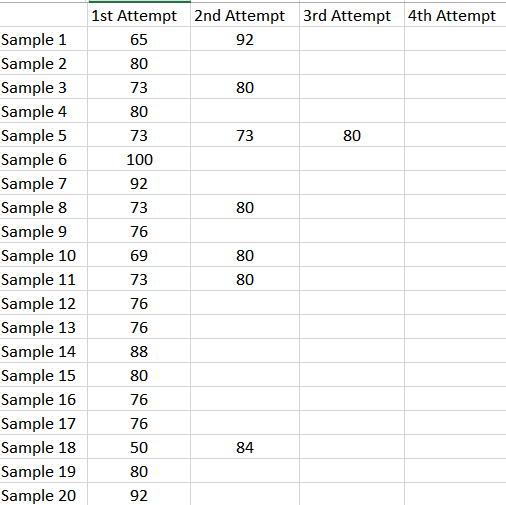 1st Attempt 2nd Attempt 3rd Attempt 4th Attempt
Sample 1 65 92
Sample 2 80
Sample 3 73 80
Sample 4 80
Sample 5 73 73 80
Sample 6 100
Sample 7 92
Sample 8 73 80
Sample 9 76
Sample 10 69 80
Sample 11 73 80
Sample 12 76
Sample 13 76
Sample 14 88
Sample 15 80
Sample 16 76
Sample 17 76
Sample 18 50 84
Sample 19 80
Sample 20 92